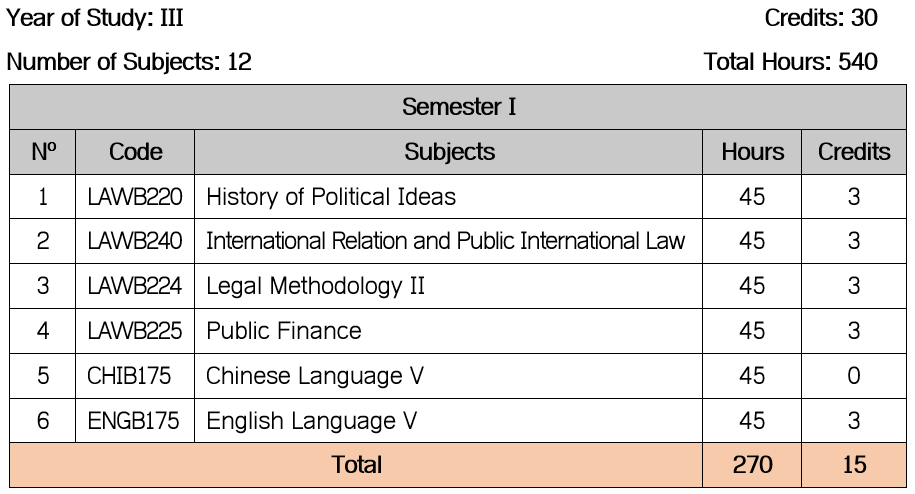 Year of Study: III Credits: 30
Number of Subjects: 12 Total Hours: 540
Semester I
Nº Code Subjects Hours Credits
1 LAWB220 History of Political Ideas 45 3
2 LAWB240 International Relation and Public International Law 45 3
3 LAWB224 Legal Methodology II 45 3
4 LAWB225 Public Finance 45 3
5 CHIB175 Chinese Language V 45 0
6 ENGB175 English Language V 45 3
Total 270 15